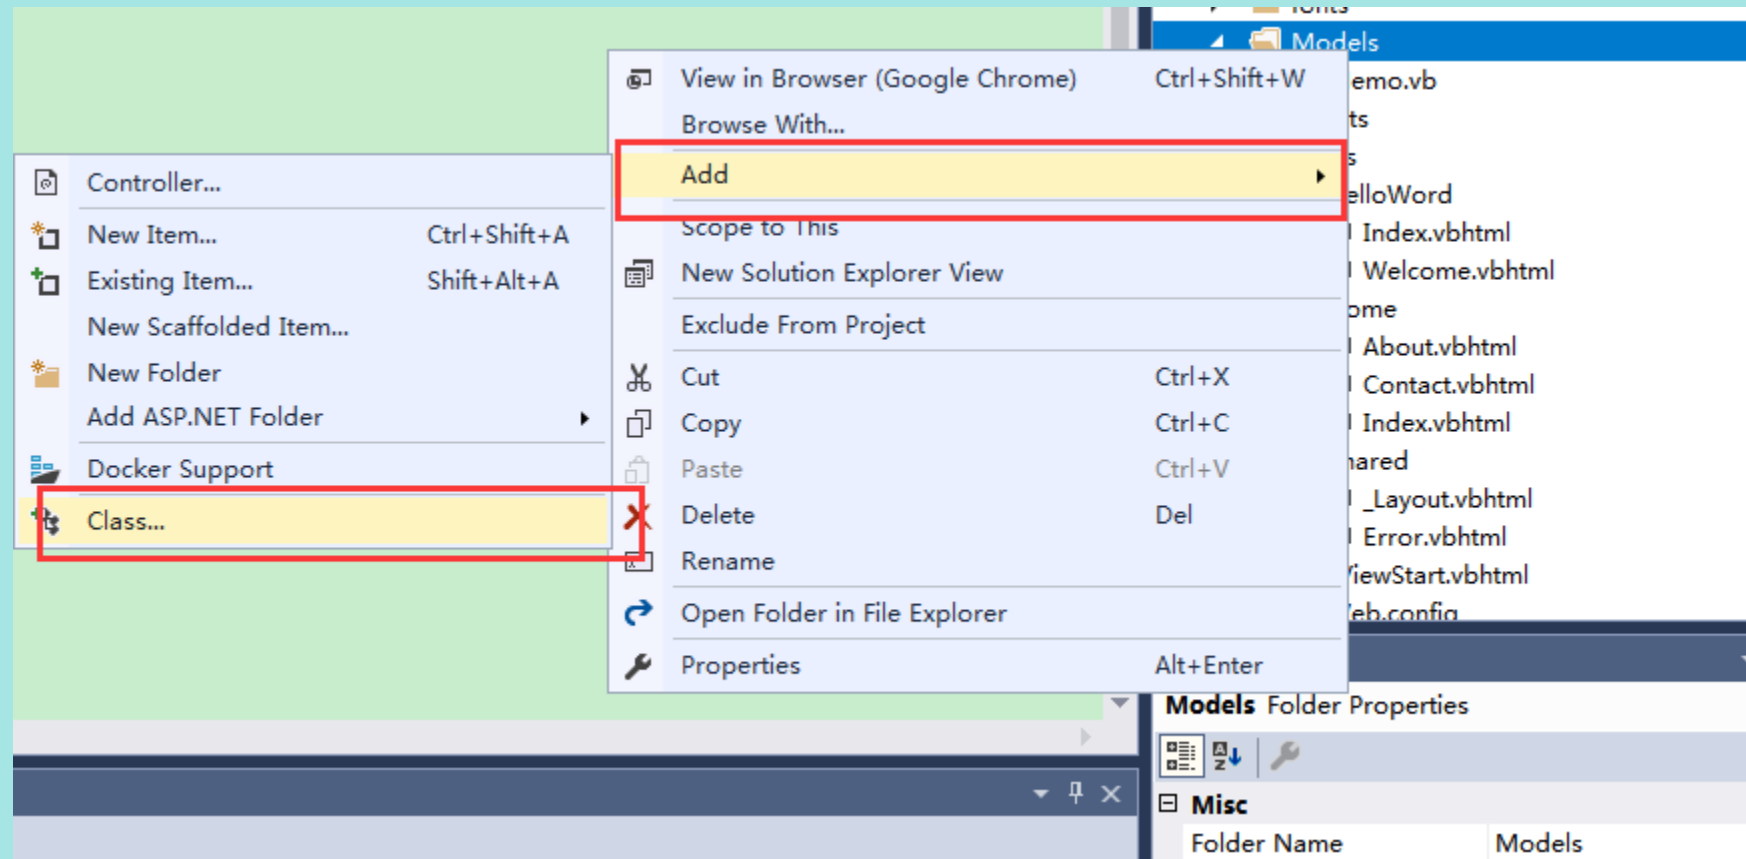 Controller...
New Item... Ctrl+Shift+A
Existing Item... Shift+Alt+A
New Scaffolded Item...
New Folder
Add ASP.NET Folder
Docker Support
Class...
View in Browser (Google Chrome) Ctrl+Shift+W
Browse With...
Add
Scope to This
New Solution Explorer View
Exclude From Project
Cut Ctrl+X
Copy Ctrl+C
Paste Ctrl+V
Delete Del
Rename
Open Folder in File Explorer
Properties Alt+Enter
fonts
Models
emo.vb
ts
s
elloWord
Index.vbhtml
Welcome.vbhtml
ome
About.vbhtml
Contact.vbhtml
Index.vbhtml
ared
_Layout.vbhtml
Error.vbhtml
iewStart.vbhtml
eb.config
Models Folder Properties
Misc
Folder Name Models